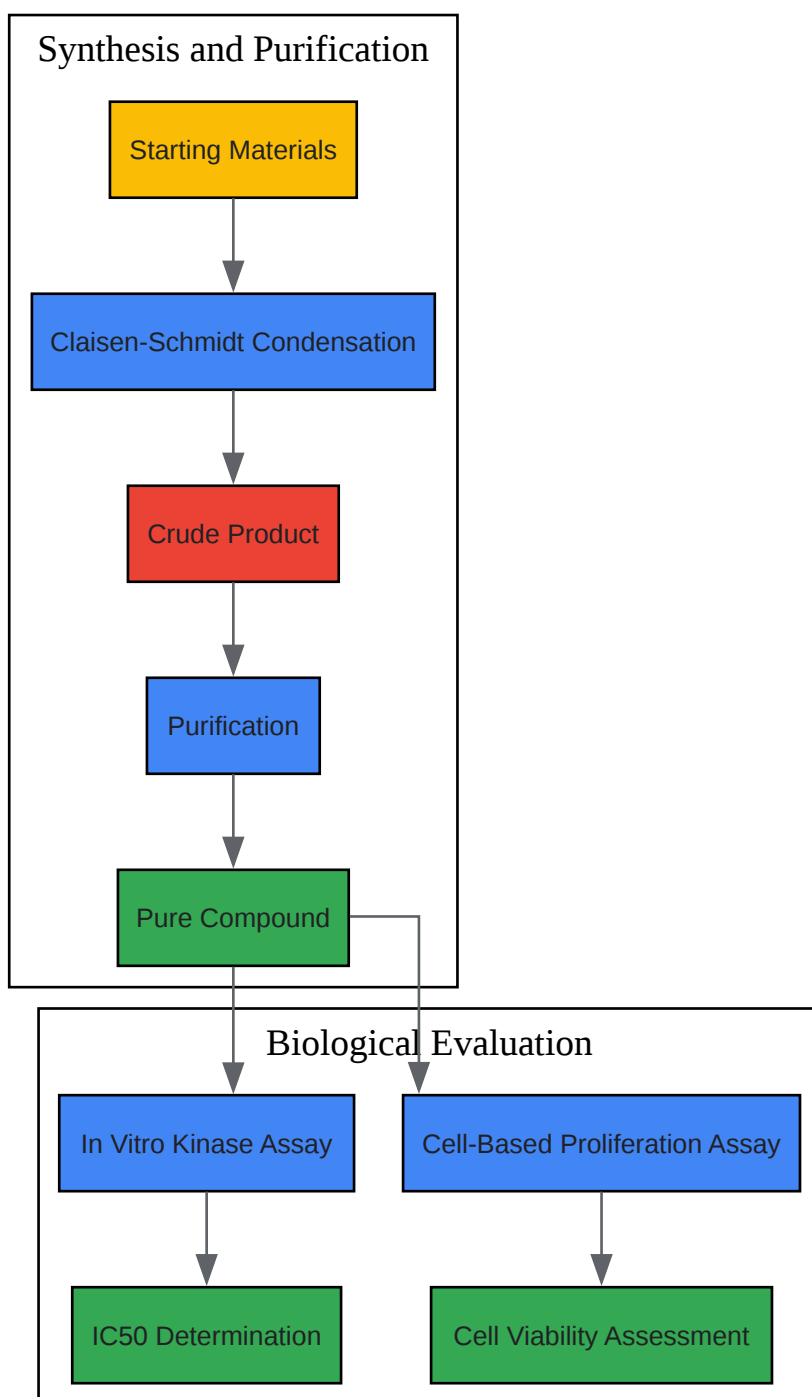 Synthesis and Purification
Starting Materials
Claisen-Schmidt Condensation
Crude Product
Purification
Pure Compound
Biological Evaluation
In Vitro Kinase Assay
Cell-Based Proliferation Assay
IC50 Determination
Cell Viability Assessment